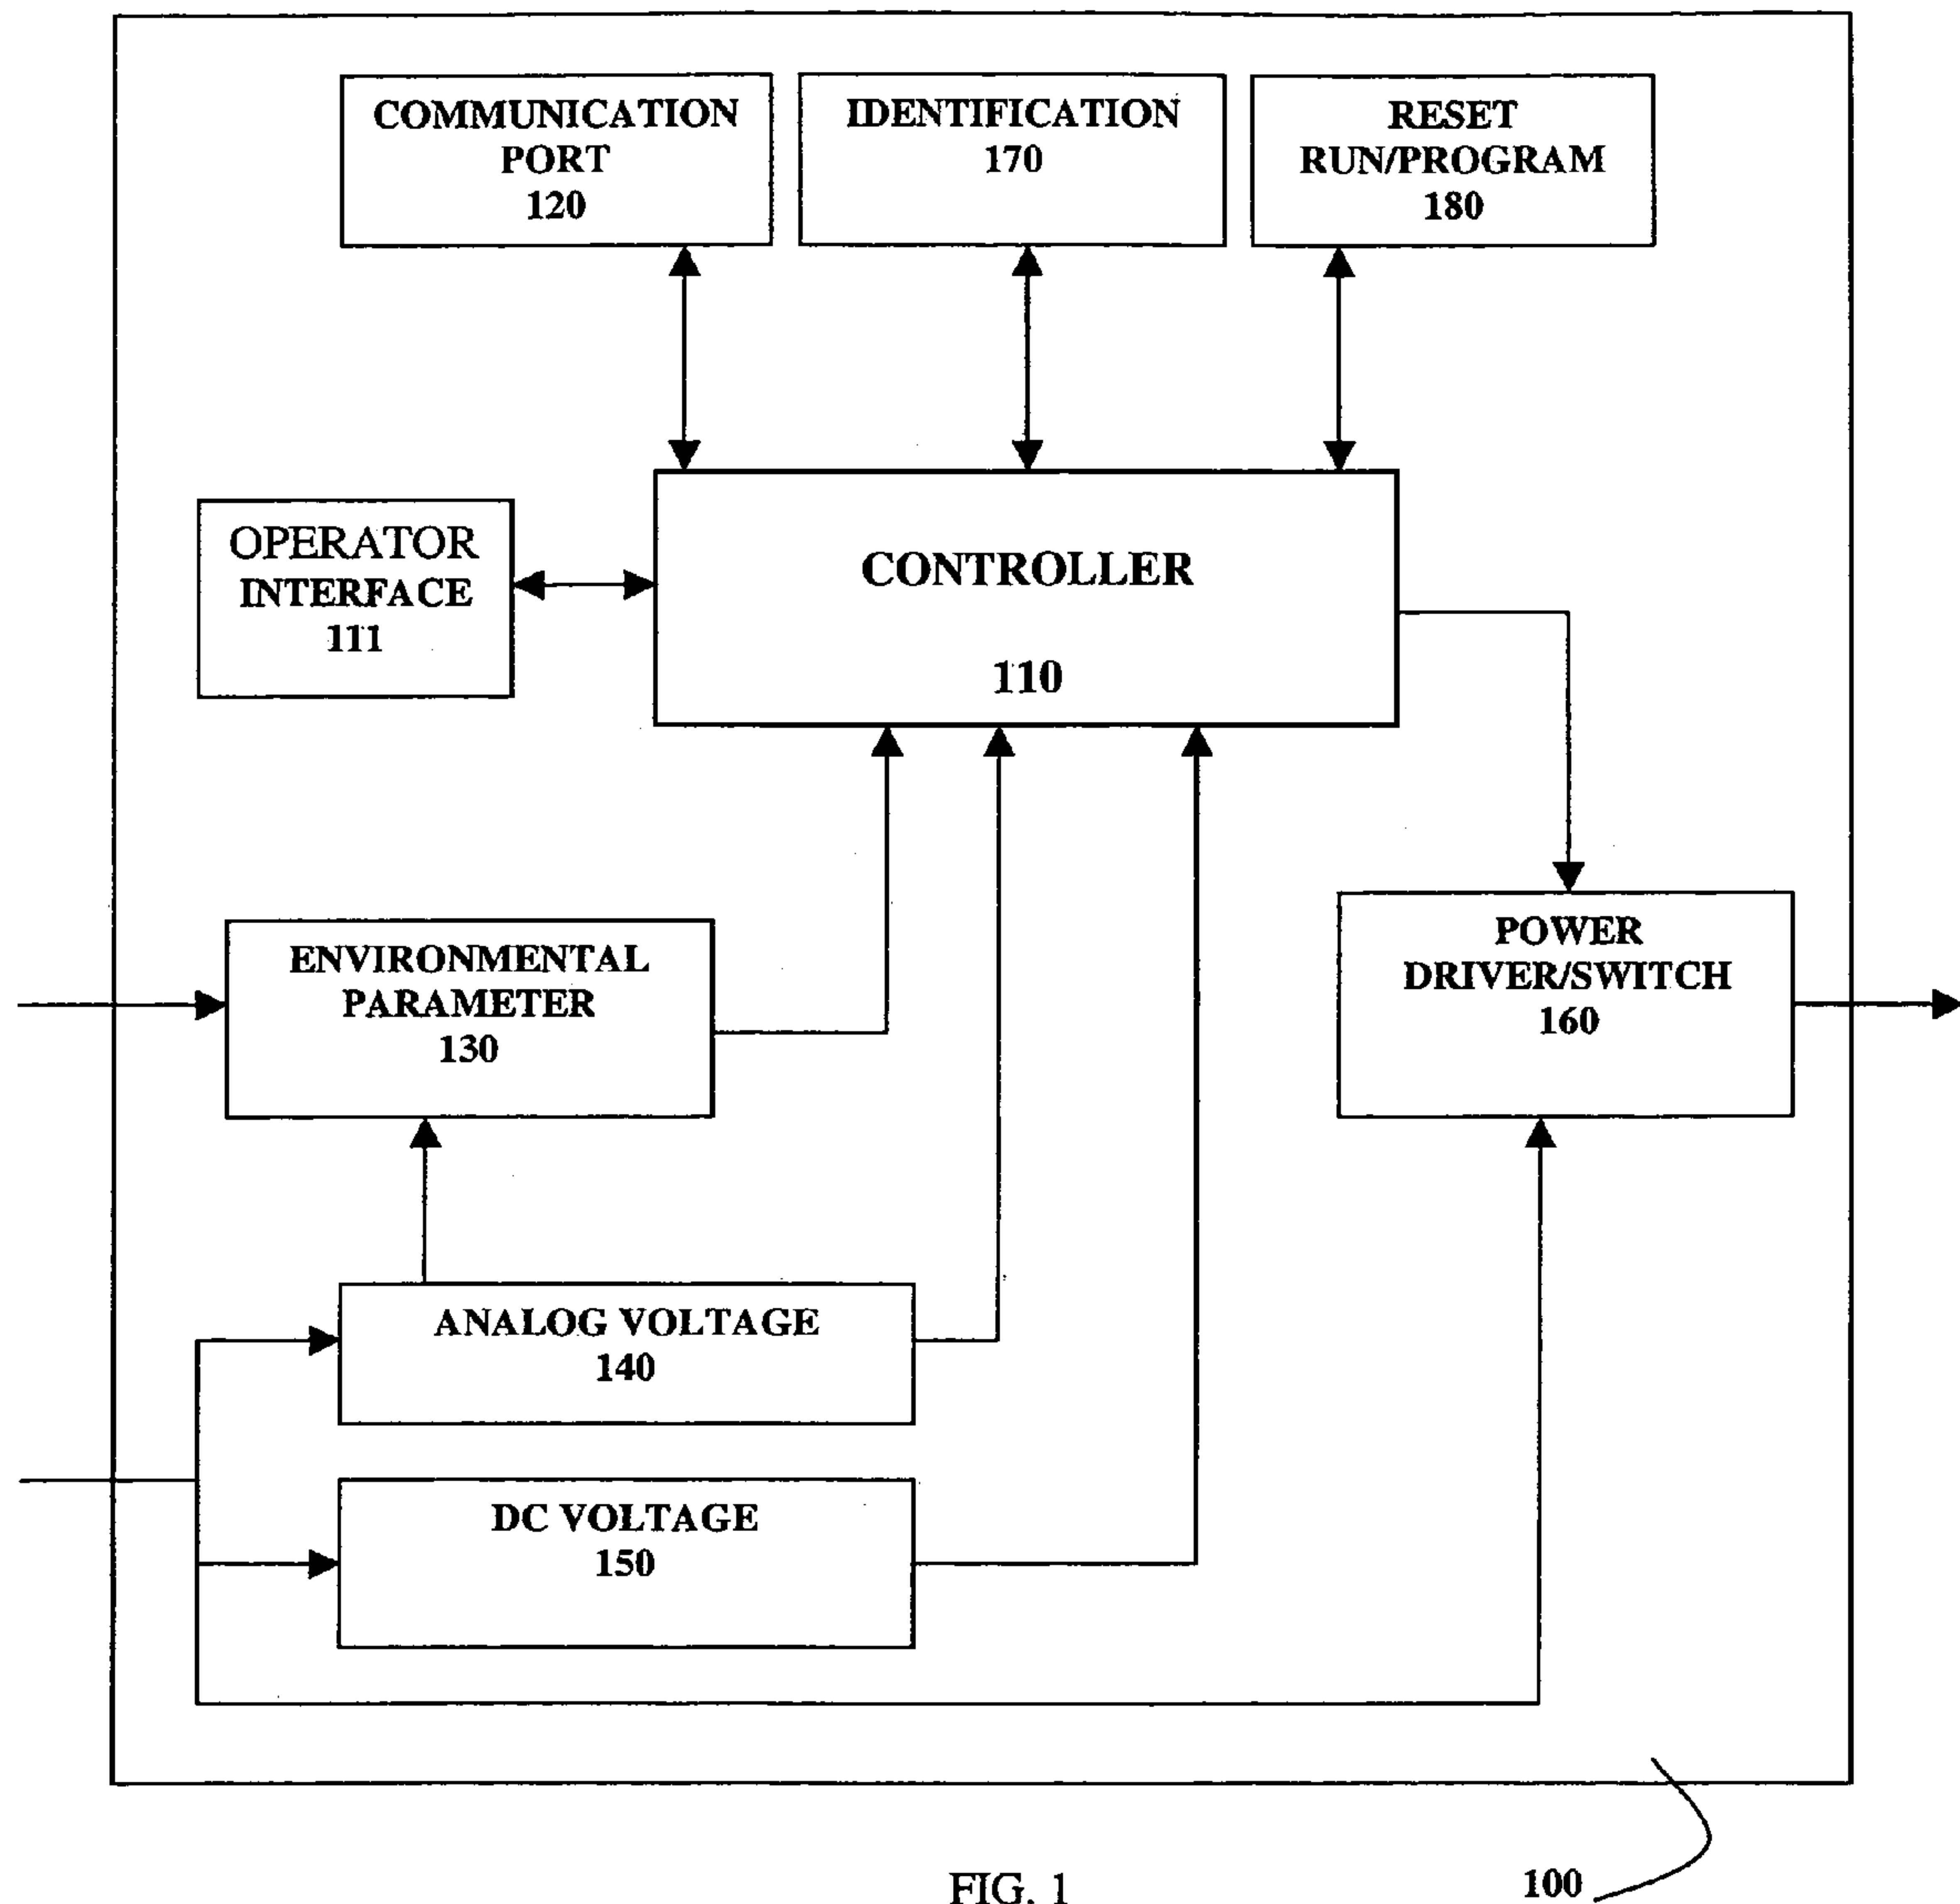 COMMUNICATION
PORT
120
IDENTIFICATION
170
RESET
RUN/PROGRAM
180
OPERATOR
INTERFACE
111
CONTROLLER
110
ENVIRONMENTAL
PARAMETER
130
POWER
DRIVER/SWITCH
160
ANALOG VOLTAGE
140
DC VOLTAGE
150
FIG. 1
100